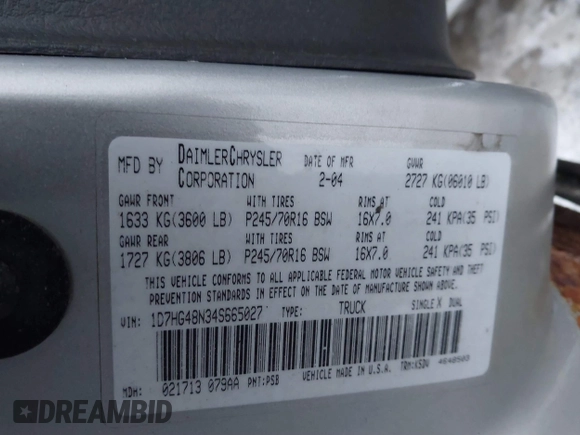 MFD BY DAIMLERCHRYSLER CORPORATION DATE OF MFR 2-04 GVWR 2727 KG(06010 LB)
GAWR FRONT WITH TIRES RIMS AT COLD
1633 KG(3600 LB) P245/70R16 BSW 16X7.0 241 KPA(35 PSI)
GAWR REAR WITH TIRES RIMS AT COLD
1727 KG(3806 LB) P245/70R16 BSW 16X7.0 241 KPA(35 PSI)
THIS VEHICLE CONFORMS TO ALL APPLICABLE FEDERAL MOTOR VEHICLE SAFETY AND THEFT
PREVENTION STANDARDS IN EFFECT ON THE DATE OF MANUFACTURE SHOWN ABOVE.
VIN: 1D7HG48N34S665027 TYPE: TRUCK SINGLE X DUAL
MDH: 021713 079AA PNT:PSB VEHICLE MADE IN U.S.A. TRM:K5DV 4648503
DREAMBID